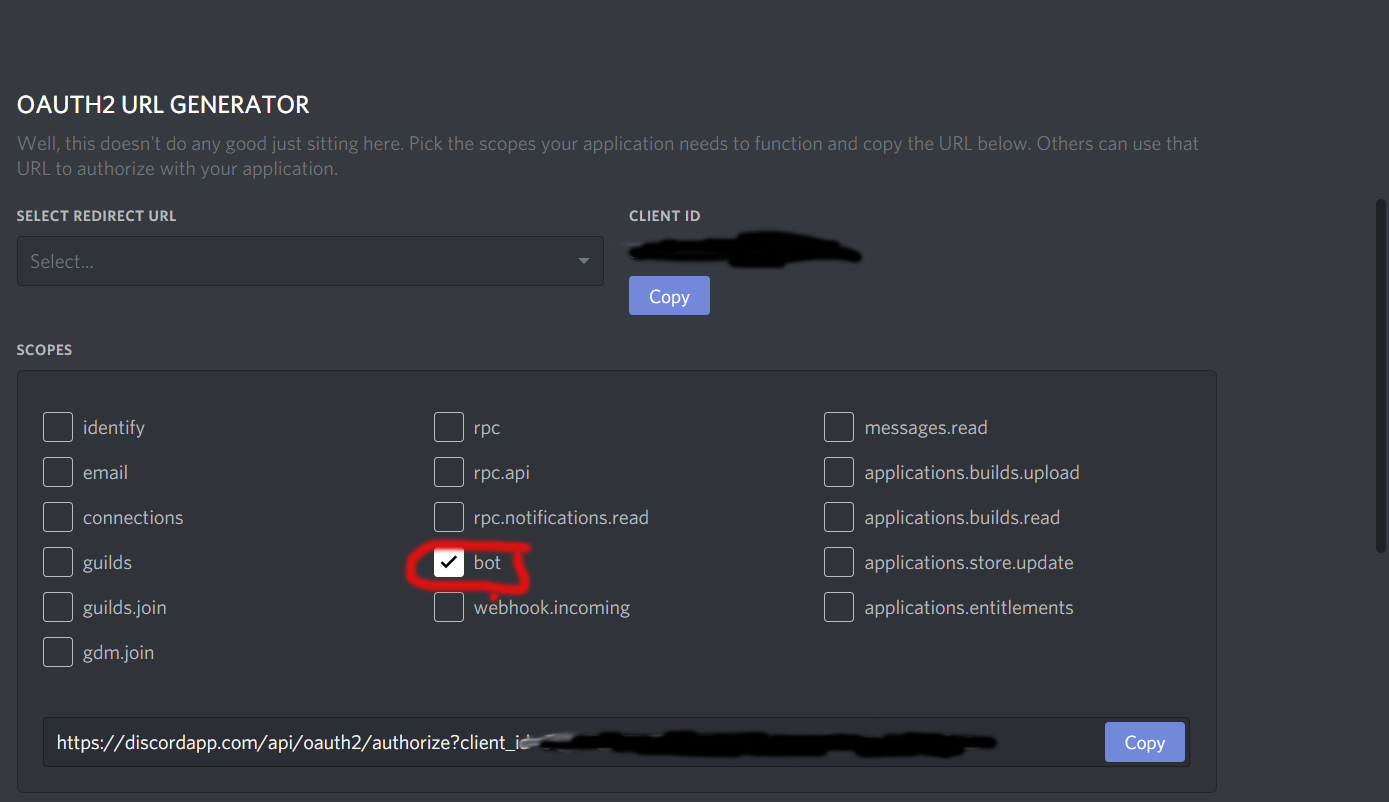 OAUTH2 URL GENERATOR
Well, this doesn't do any good just sitting here. Pick the scopes your application needs to function and copy the URL below. Others can use that
URL to authorize with your application.
SELECT REDIRECT URL
Select...
CLIENT ID
Copy
SCOPES
identify
email
connections
guilds
guilds.join
gdm.join
rpc
rpc.api
rpc.notifications.read
bot
webhook.incoming
messages.read
applications.builds.upload
applications.builds.read
applications.store.update
applications.entitlements
https://discordapp.com/api/oauth2/authorize?client_id
Copy